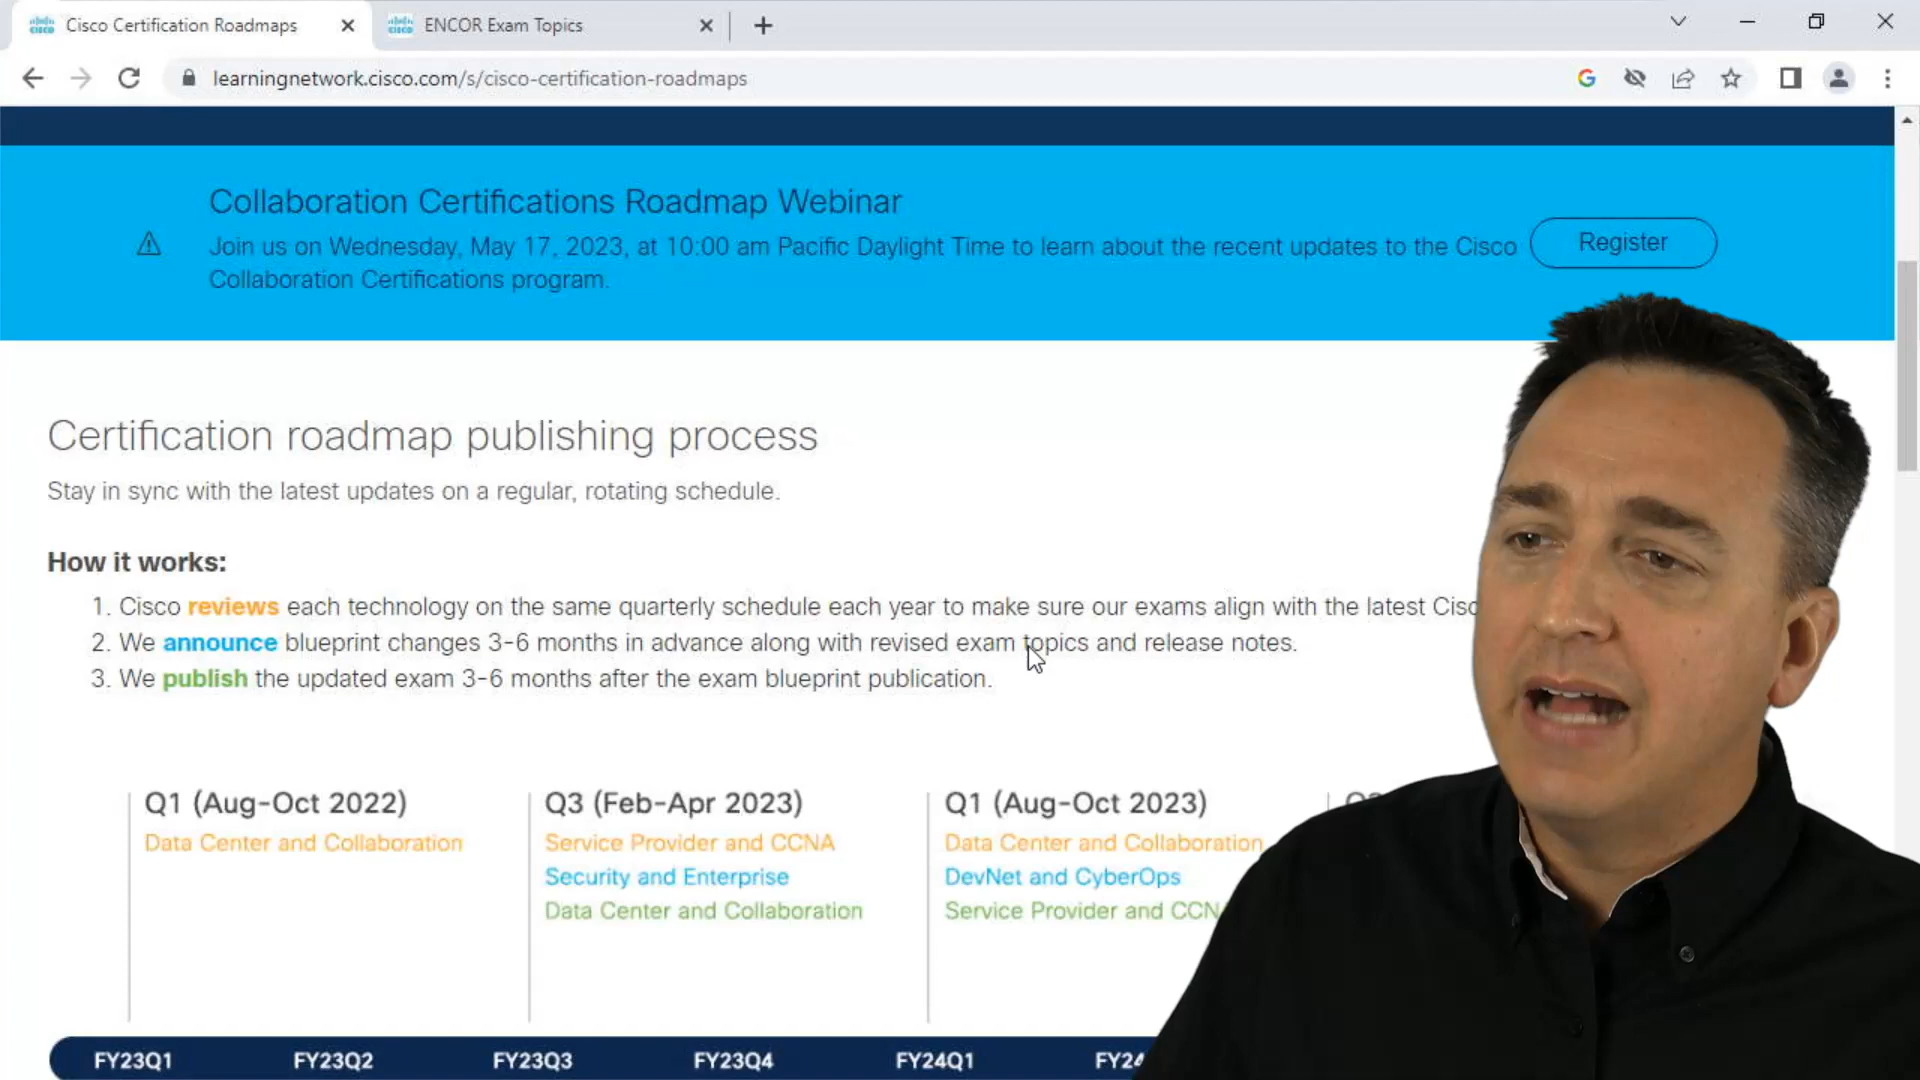 Cisco Certification Roadmaps
ENCOR Exam Topics
learningnetwork.cisco.com/s/cisco-certification-roadmaps
Collaboration Certifications Roadmap Webinar
Join us on Wednesday, May 17, 2023, at 10:00 am Pacific Daylight Time to learn about the recent updates to the Cisco
Collaboration Certifications program.
Register
Certification roadmap publishing process
Stay in sync with the latest updates on a regular, rotating schedule.
How it works:
1. Cisco reviews each technology on the same quarterly schedule each year to make sure our exams align with the latest
2. We announce blueprint changes 3-6 months in advance along with revised exam topics and release notes.
3. We publish the updated exam 3-6 months after the exam blueprint publication.
Q1 (Aug-Oct 2022)
Data Center and Collaboration
Q3 (Feb-Apr 2023)
Service Provider and CCNA
Security and Enterprise
Data Center and Collaboration
Q1 (Aug-Oct 2023)
Data Center and Collaboration
DevNet and CyberOps
Service Provider and
FY23Q1
FY23Q2
FY23Q3
FY23Q4
FY24Q1